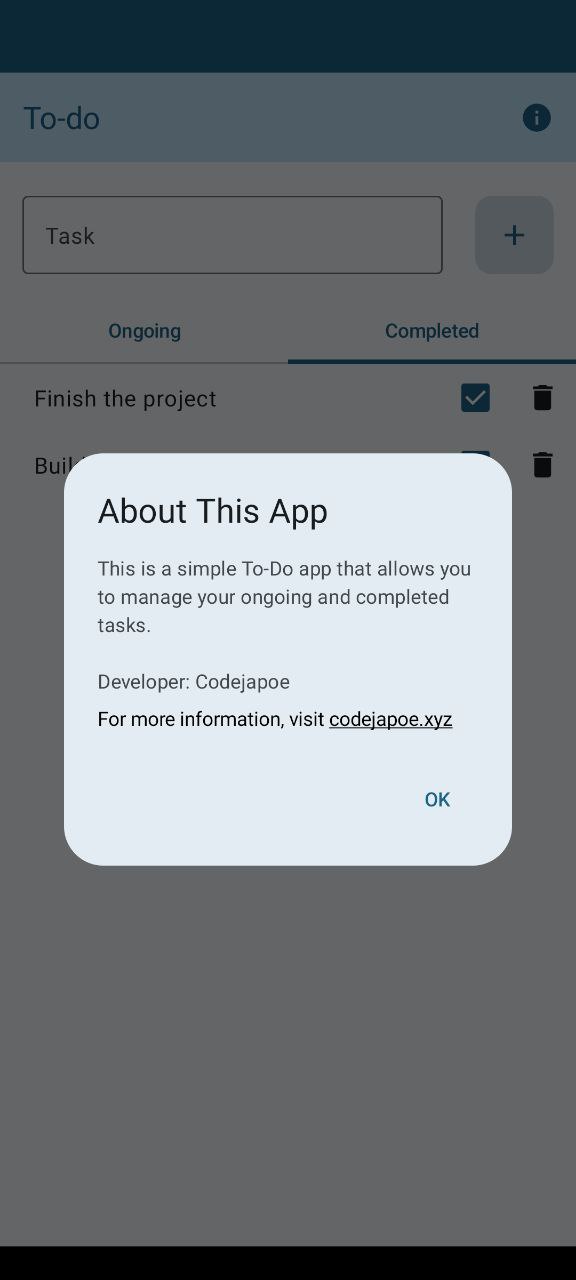 To-do
Task
Ongoing
Completed
Finish the project
About This App
This is a simple To-Do app that allows you
to manage your ongoing and completed
tasks.
Developer: Codejapoe
For more information, visit codejapoe.xyz
OK